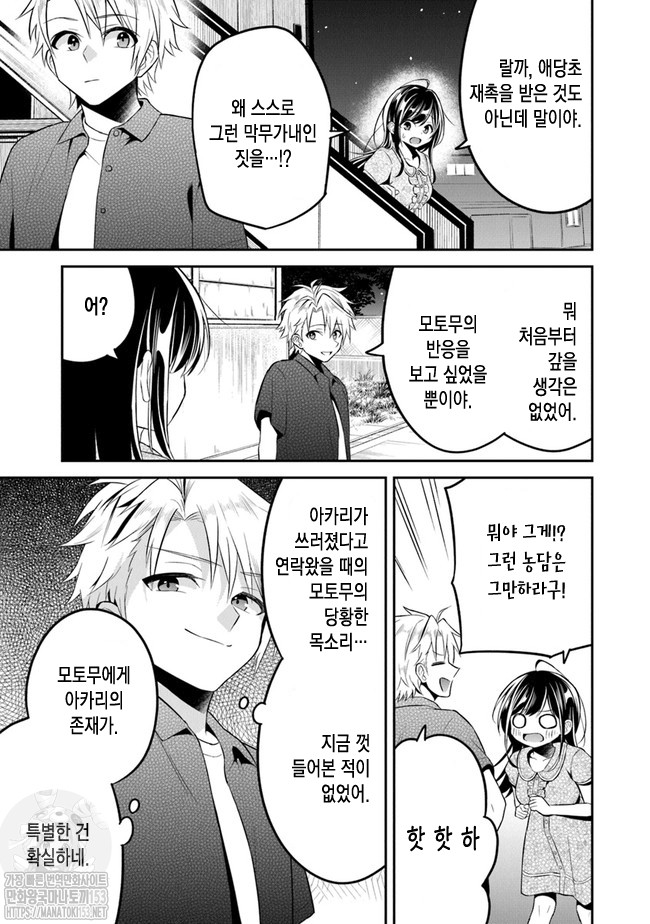 랄까, 애당초
재촉을 받은 것도
아닌데 말이야.
왜 스스로
그런 막무가내인
짓을…!?
뭐
처음부터
갚을
생각은
없었어.
모토무의
반응을
보고 싶었을
뿐이야.
어?
뭐야 그게!?
그런 농담은
그만하라구!
핫 핫 하
아카리가
쓰러졌다고
연락왔을 때의
모토무의
당황한
목소리…
지금 껏
들어본 적이
없었어.
모토무에게
아카리의
존재가.
특별한 건
확실하네.
가장 빠른 번역만화사이트
만화왕국마나토끼153
HTTPS://MANATOKI153.NET